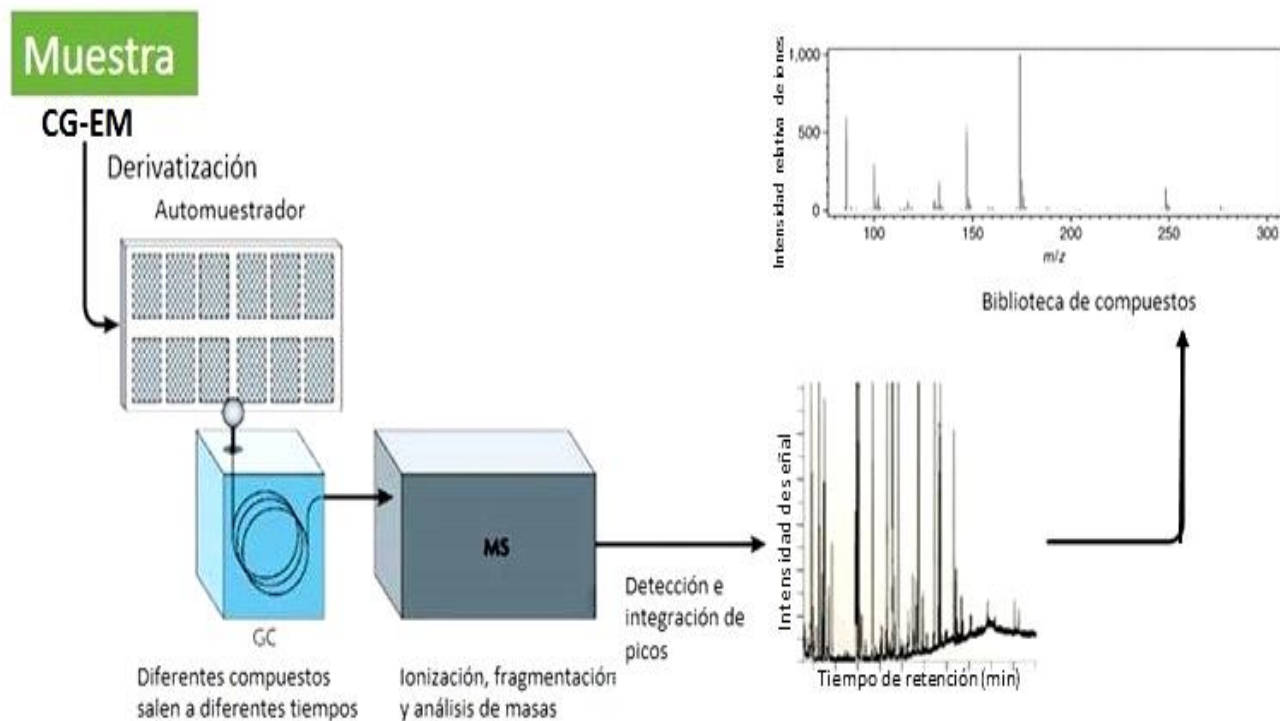 Muestra
CG-EM
Derivatización
Automuestrador
GC
Diferentes compuestos
salen a diferentes tiempos
MS
Ionización, fragmentación
y análisis de masas
Detección e
integración de
picos
Intensidad relativa de iones
1,000
500
0
100
150
200
250
300
m/z
Biblioteca de compuestos
Intensidad de señal
Tiempo de retención (min)